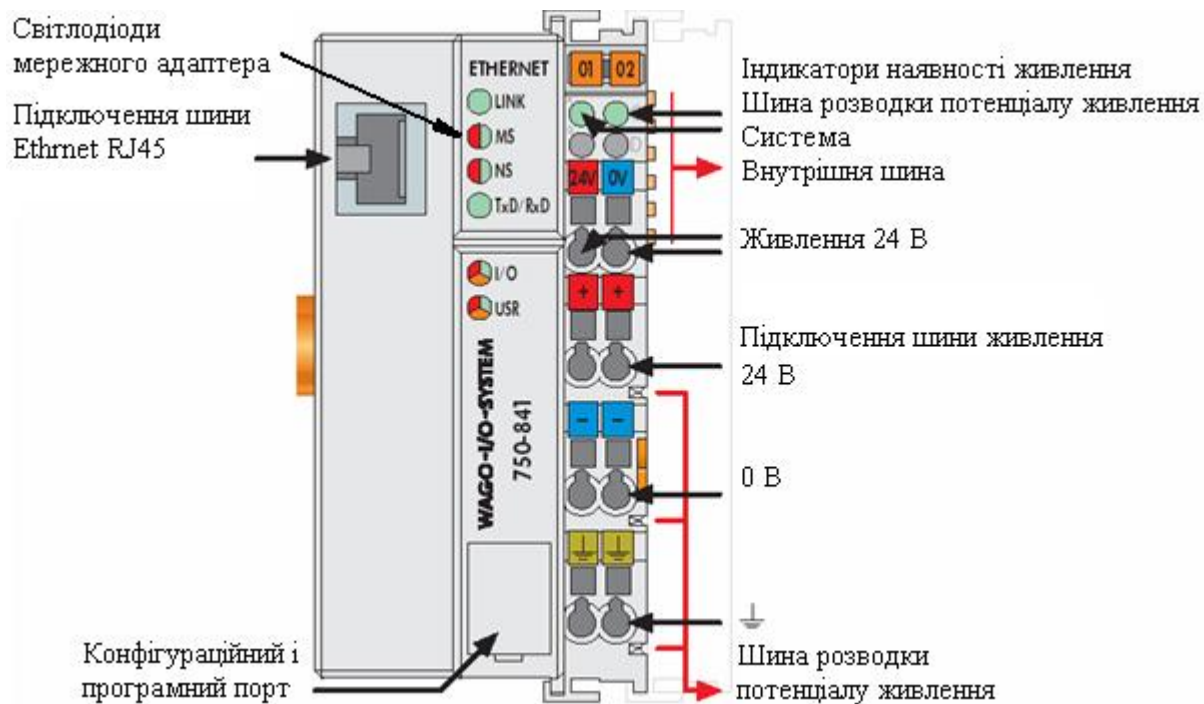 Світлодіоди
мережного адаптера
Підключення шини
Ethrnet RJ45
ETHERNET
LINK
MS
NS
TxD/RxD
I/O
USR
WAGO-I/O-SYSTEM
750-841
01 02
24V 0V
+ +
- -
Індикатори наявності живлення
Шина розводки потенціалу живлення
Система
Внутрішня шина
Живлення 24 В
Підключення шини живлення
24 В
0 В
Шина розводки
потенціалу живлення
Конфігураційний і
програмний порт